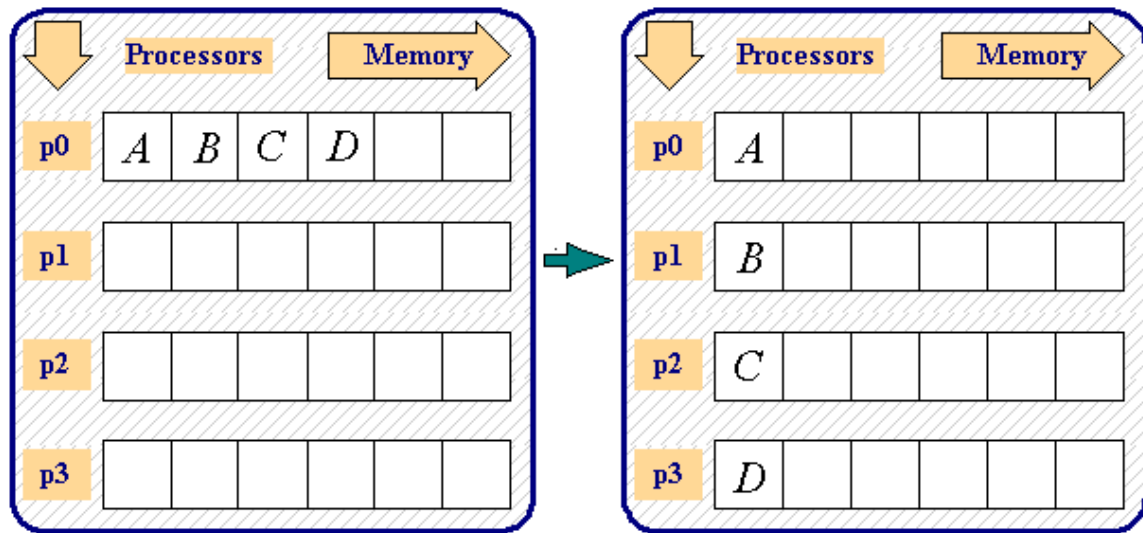 Processors Memory
p0 A B C D
p1
p2
p3
Processors Memory
p0 A
p1 B
p2 C
p3 D